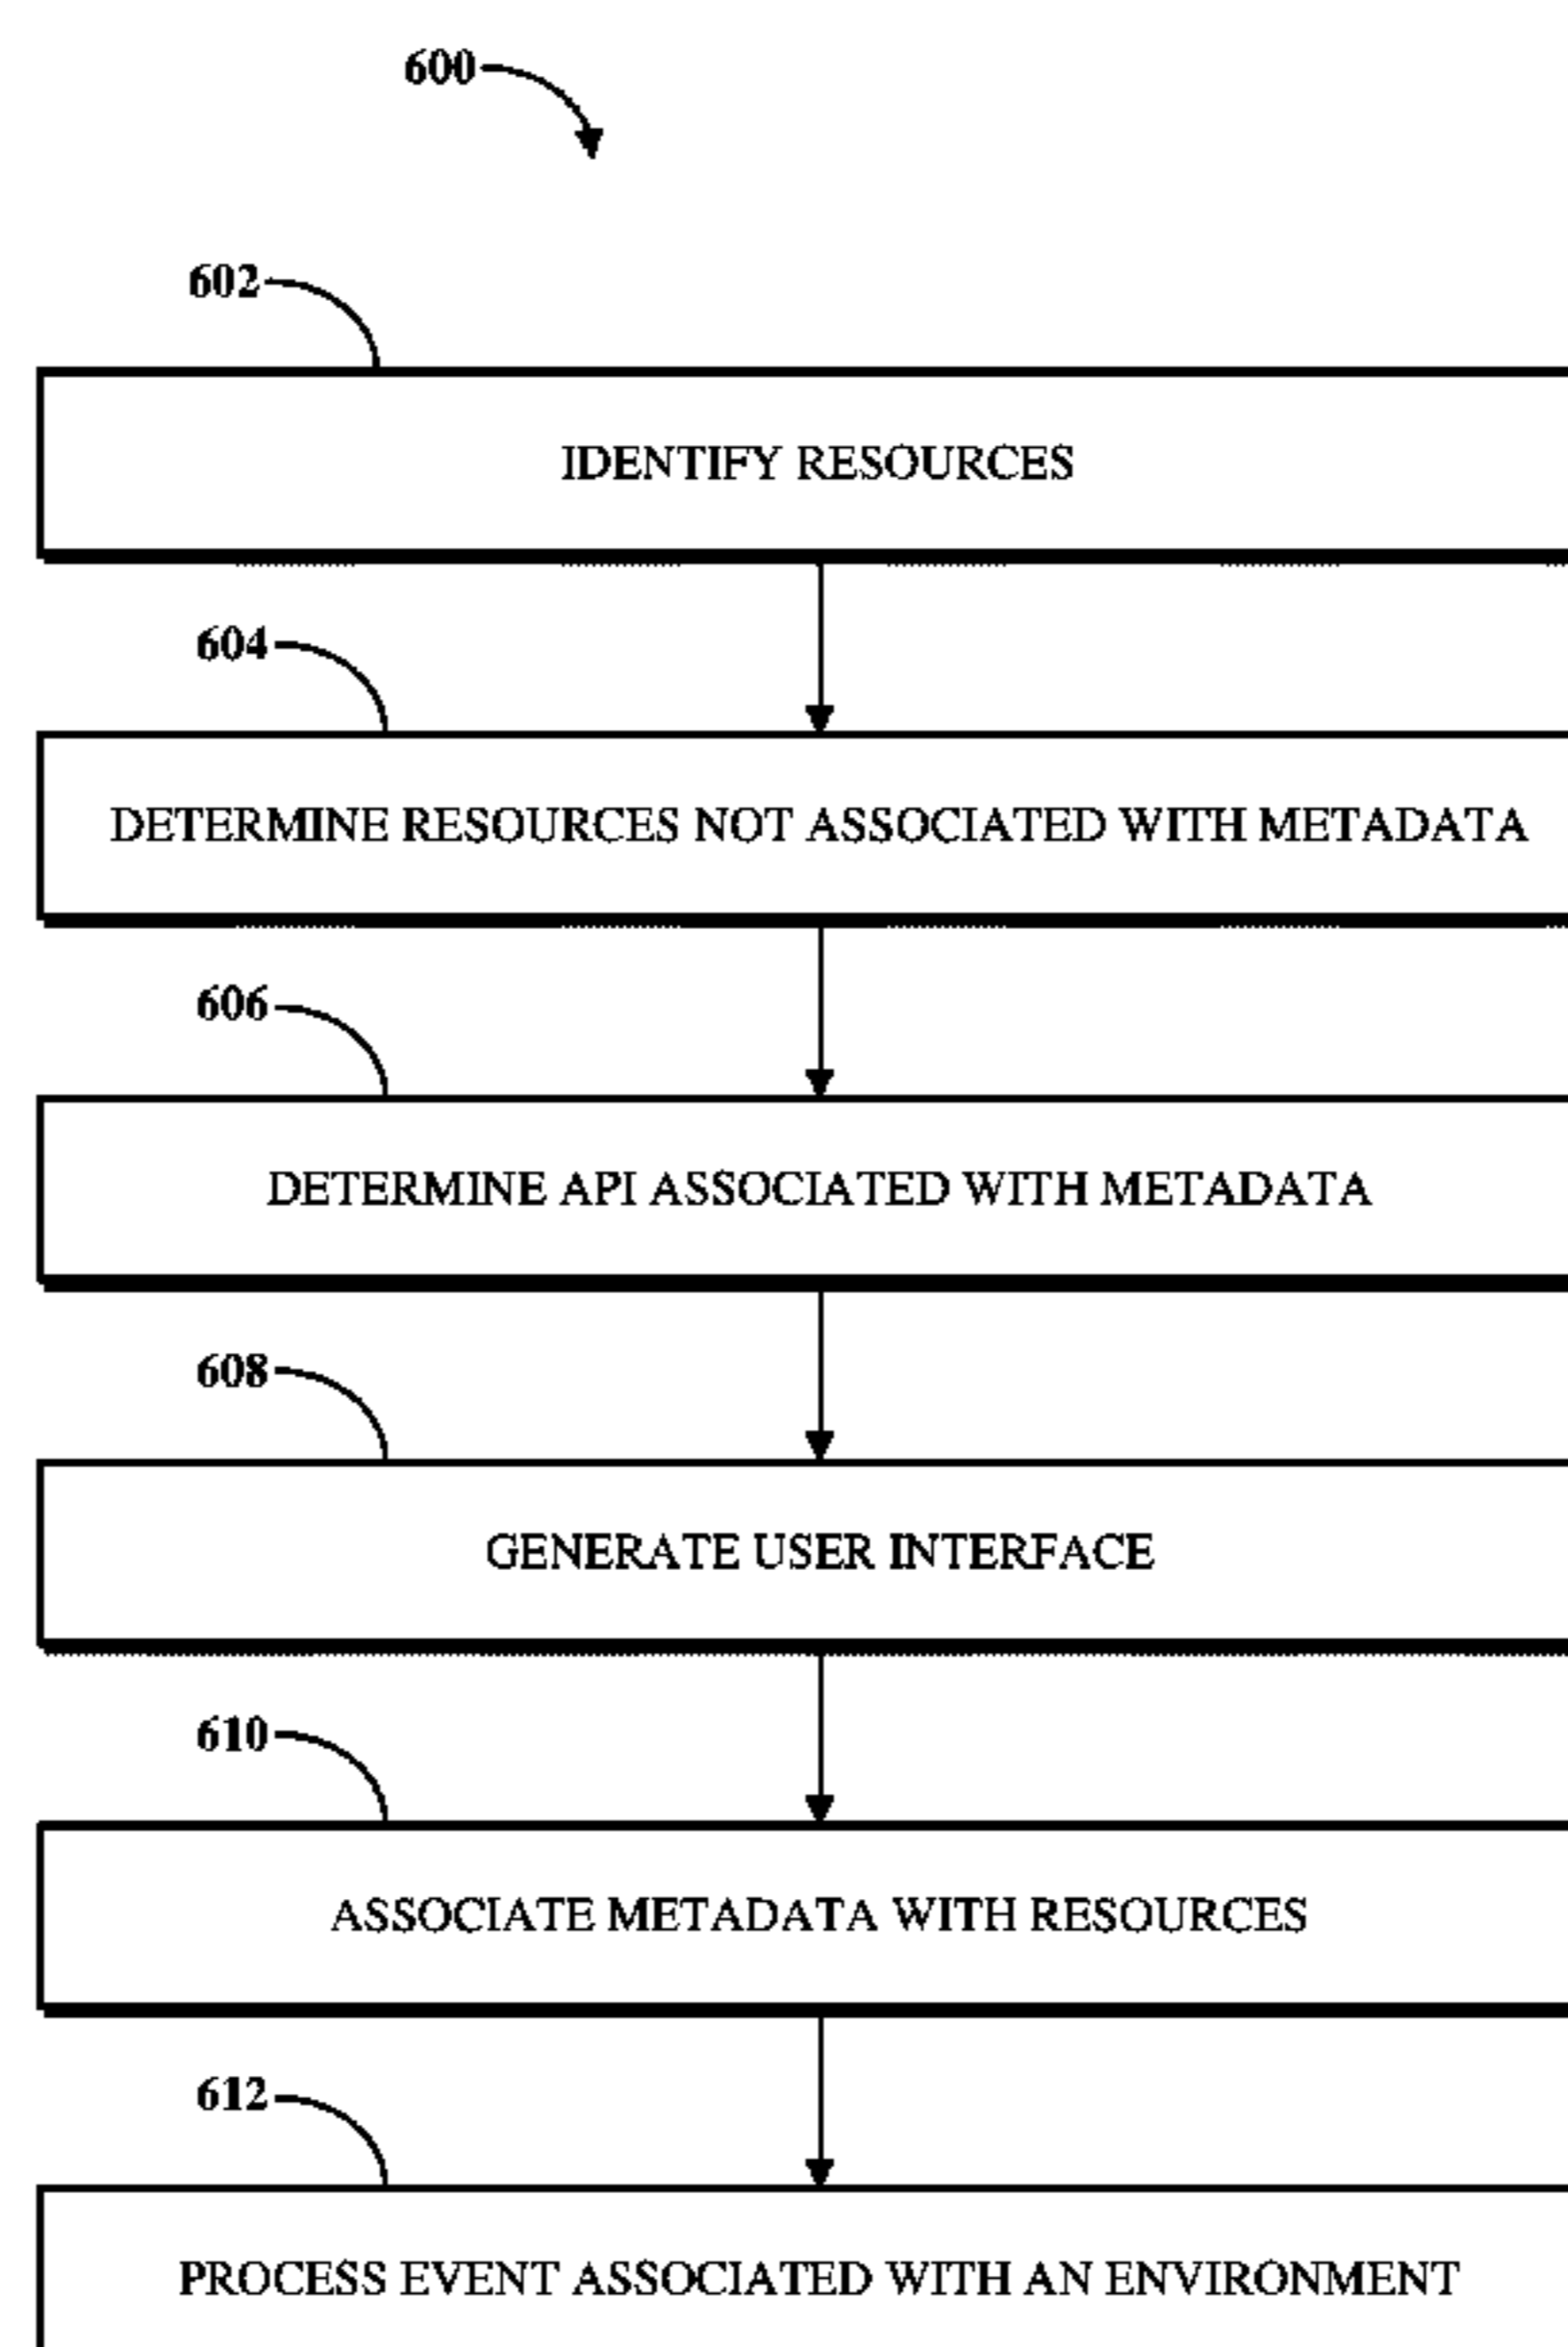 600
602
IDENTIFY RESOURCES
604
DETERMINE RESOURCES NOT ASSOCIATED WITH METADATA
606
DETERMINE API ASSOCIATED WITH METADATA
608
GENERATE USER INTERFACE
610
ASSOCIATE METADATA WITH RESOURCES
612
PROCESS EVENT ASSOCIATED WITH AN ENVIRONMENT